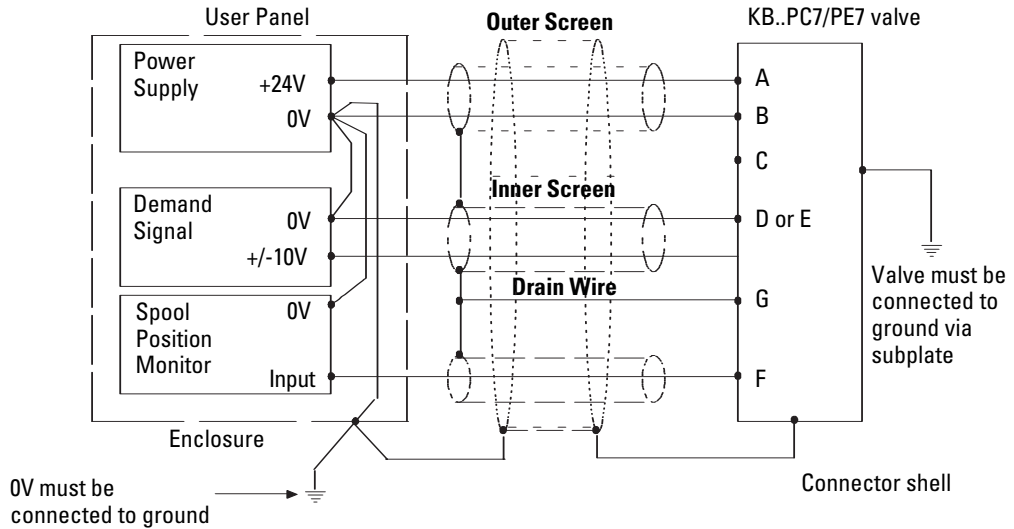 User Panel
Outer Screen
KB..PC7/PE7 valve
Power
Supply
+24V
0V
A
B
C
Inner Screen
Demand
Signal
0V
+/-10V
D or E
Drain Wire
G
Spool
Position
Monitor
0V
Input
F
Valve must be
connected to
ground via
subplate
Enclosure
Connector shell
0V must be
connected to ground